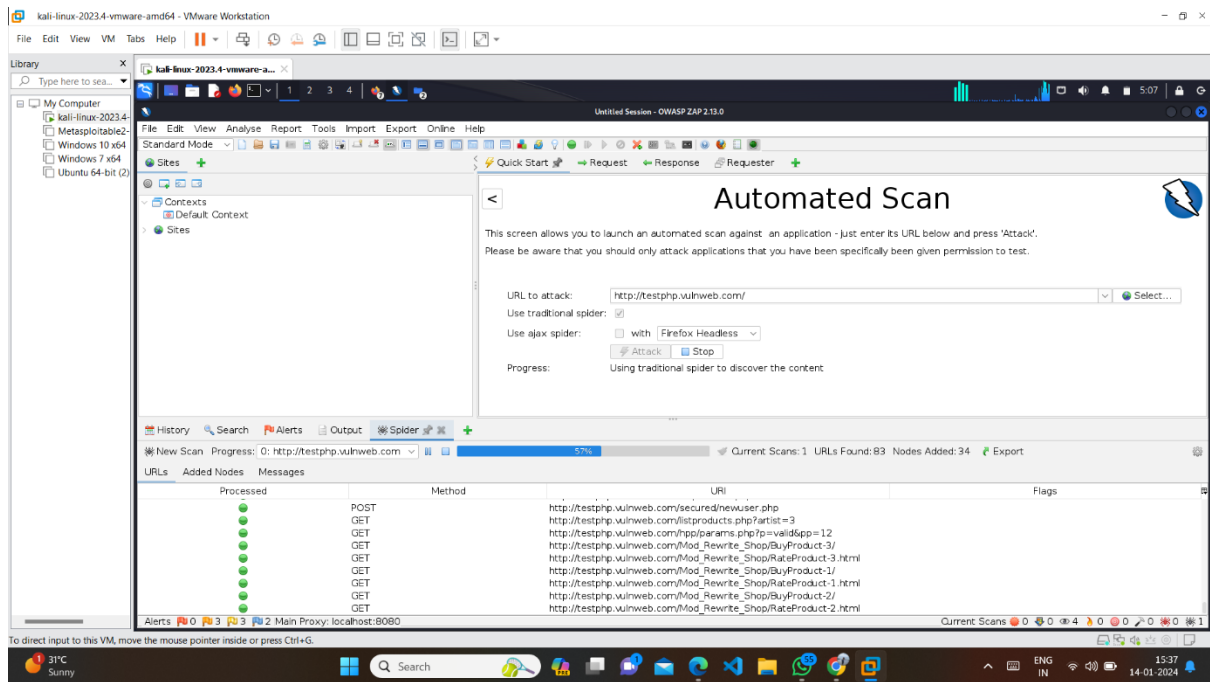 kali-linux-2023.4-vmware-amd64 - VMware Workstation
File Edit View VM Tabs Help
Library X
Type here to sea...
My Computer
kali-linux-2023.4-
Metasploitable2-
Windows 10 x64
Windows 7 x64
Ubuntu 64-bit (2)
kali-linux-2023.4-vmware-a...
1 2 3 4
5:07
Untitled Session - OWASP ZAP 2.13.0
File Edit View Analyse Report Tools Import Export Online Help
Standard Mode
Sites
Quick Start Request Response Requester
Contexts
Default Context
Sites
<
Automated Scan
This screen allows you to launch an automated scan against an application - just enter its URL below and press 'Attack'.
Please be aware that you should only attack applications that you have been specifically been given permission to test.
URL to attack: http://testphp.vulnweb.com/ Select...
Use traditional spider:
Use ajax spider: with Firefox Headless
Attack Stop
Progress: Using traditional spider to discover the content
History Search Alerts Output Spider
New Scan Progress: 0: http://testphp.vulnweb.com 57% Current Scans: 1 URLs Found: 83 Nodes Added: 34 Export
URLs Added Nodes Messages
Processed Method URI Flags
POST http://testphp.vulnweb.com/secured/newuser.php
GET http://testphp.vulnweb.com/listproducts.php?artist=3
GET http://testphp.vulnweb.com/hpp/params.php?p=valid&pp=12
GET http://testphp.vulnweb.com/Mod_Rewrite_Shop/BuyProduct-3/
GET http://testphp.vulnweb.com/Mod_Rewrite_Shop/RateProduct-3.html
GET http://testphp.vulnweb.com/Mod_Rewrite_Shop/BuyProduct-1/
GET http://testphp.vulnweb.com/Mod_Rewrite_Shop/RateProduct-1.html
GET http://testphp.vulnweb.com/Mod_Rewrite_Shop/BuyProduct-2/
GET http://testphp.vulnweb.com/Mod_Rewrite_Shop/RateProduct-2.html
Alerts 0 3 3 2 Main Proxy: localhost:8080 Current Scans 0 0 4 0 0 0 0 1
To direct input to this VM, move the mouse pointer inside or press Ctrl+G.
31°C
Sunny
Search
55
ENG
IN
15:37
14-01-2024